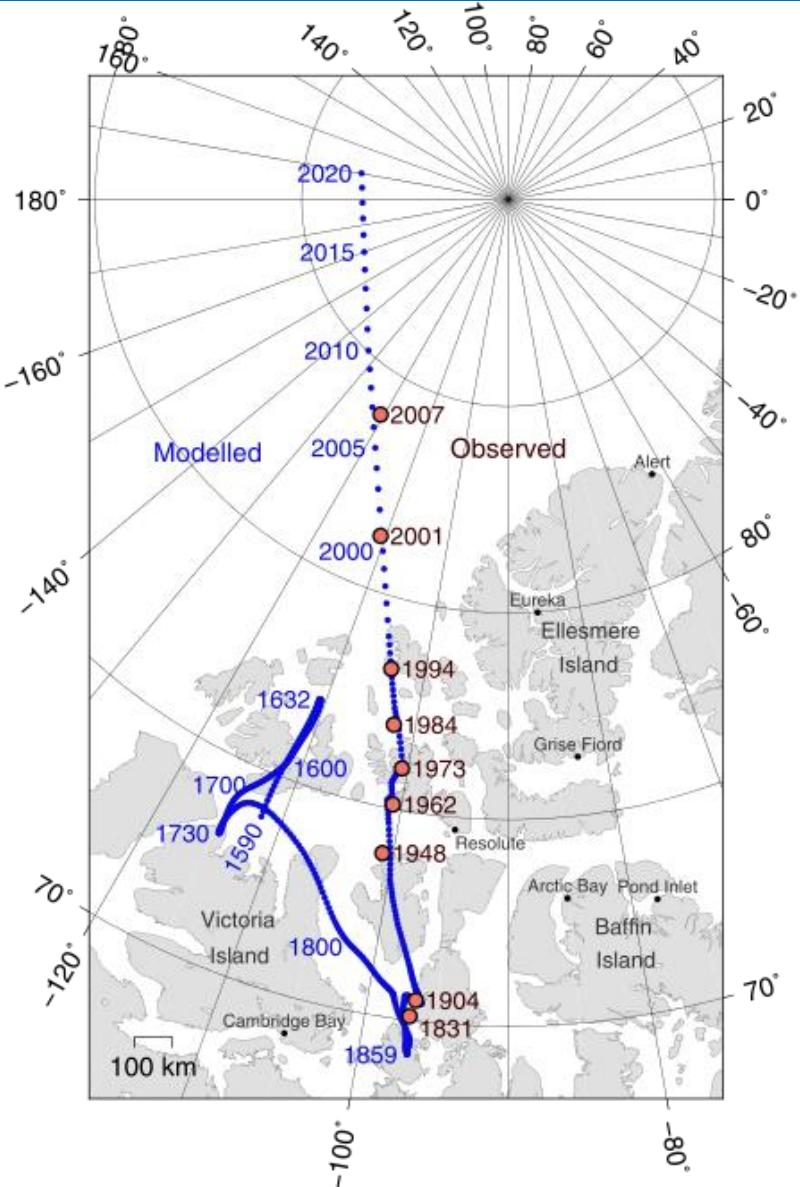 180°
160°
140°
120°
100°
80°
60°
40°
20°
0°
−20°
−40°
80°
−60°
70°
−80°
−100°
−120°
70°
−140°
−160°
180°
2020
2015
2010
2007
Modelled
2005
Observed
Alert
2001
2000
Eureka
Ellesmere
Island
1994
1632
1984
Grise Fiord
1600
1973
1700
1962
1730
1590
Resolute
1948
Arctic Bay
Pond Inlet
Victoria
Island
Baffin
Island
1800
1904
Cambridge Bay
1831
1859
100 km